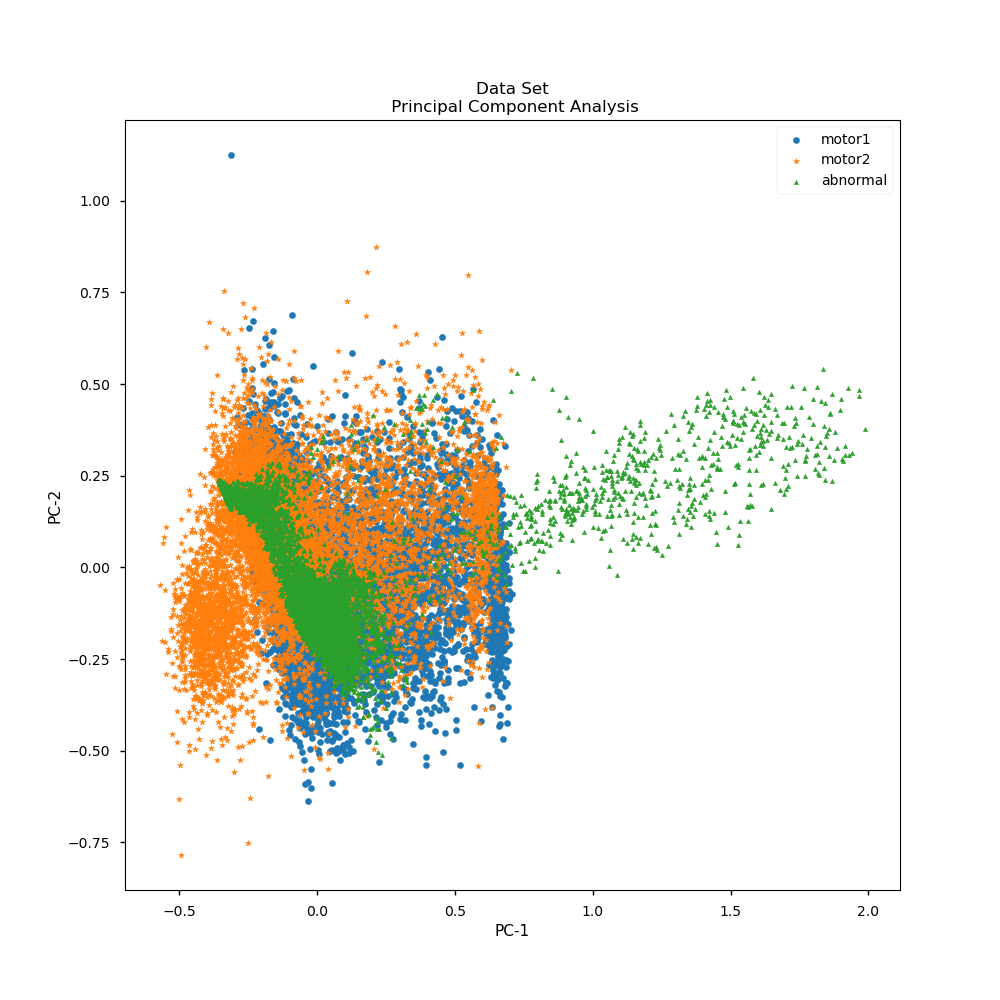 Data Set
Principal Component Analysis
motor1
motor2
abnormal
1.00
0.75
0.50
0.25
0.00
−0.25
−0.50
−0.75
PC-2
−0.5
0.0
0.5
1.0
1.5
2.0
PC-1